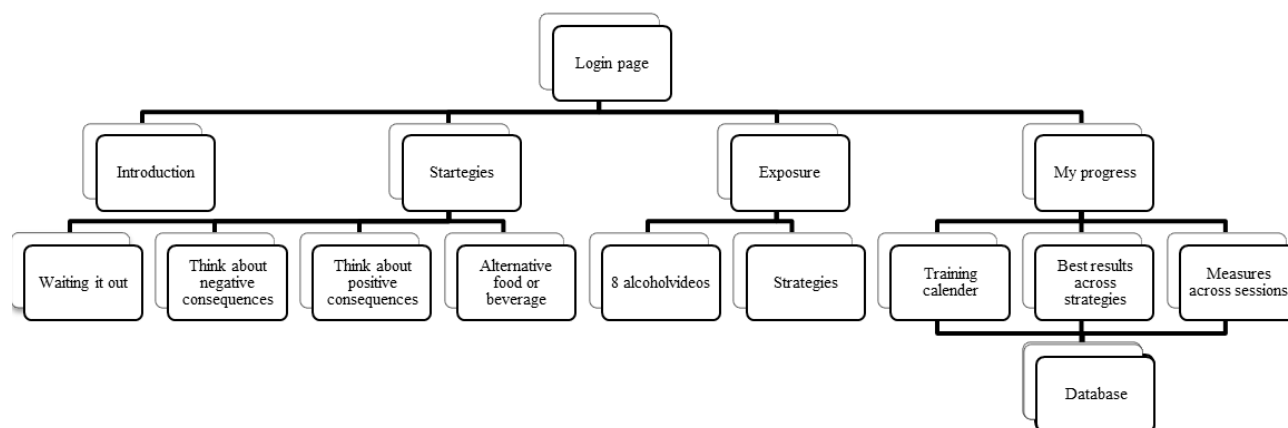 Login page
Introduction
Startegies
Exposure
My progress
Waiting it out
Think about
negative
consequences
Think about
positive
consequences
Alternative
food or
beverage
8 alcoholvideos
Strategies
Training
calender
Best results
across
strategies
Measures
across sessions
Database